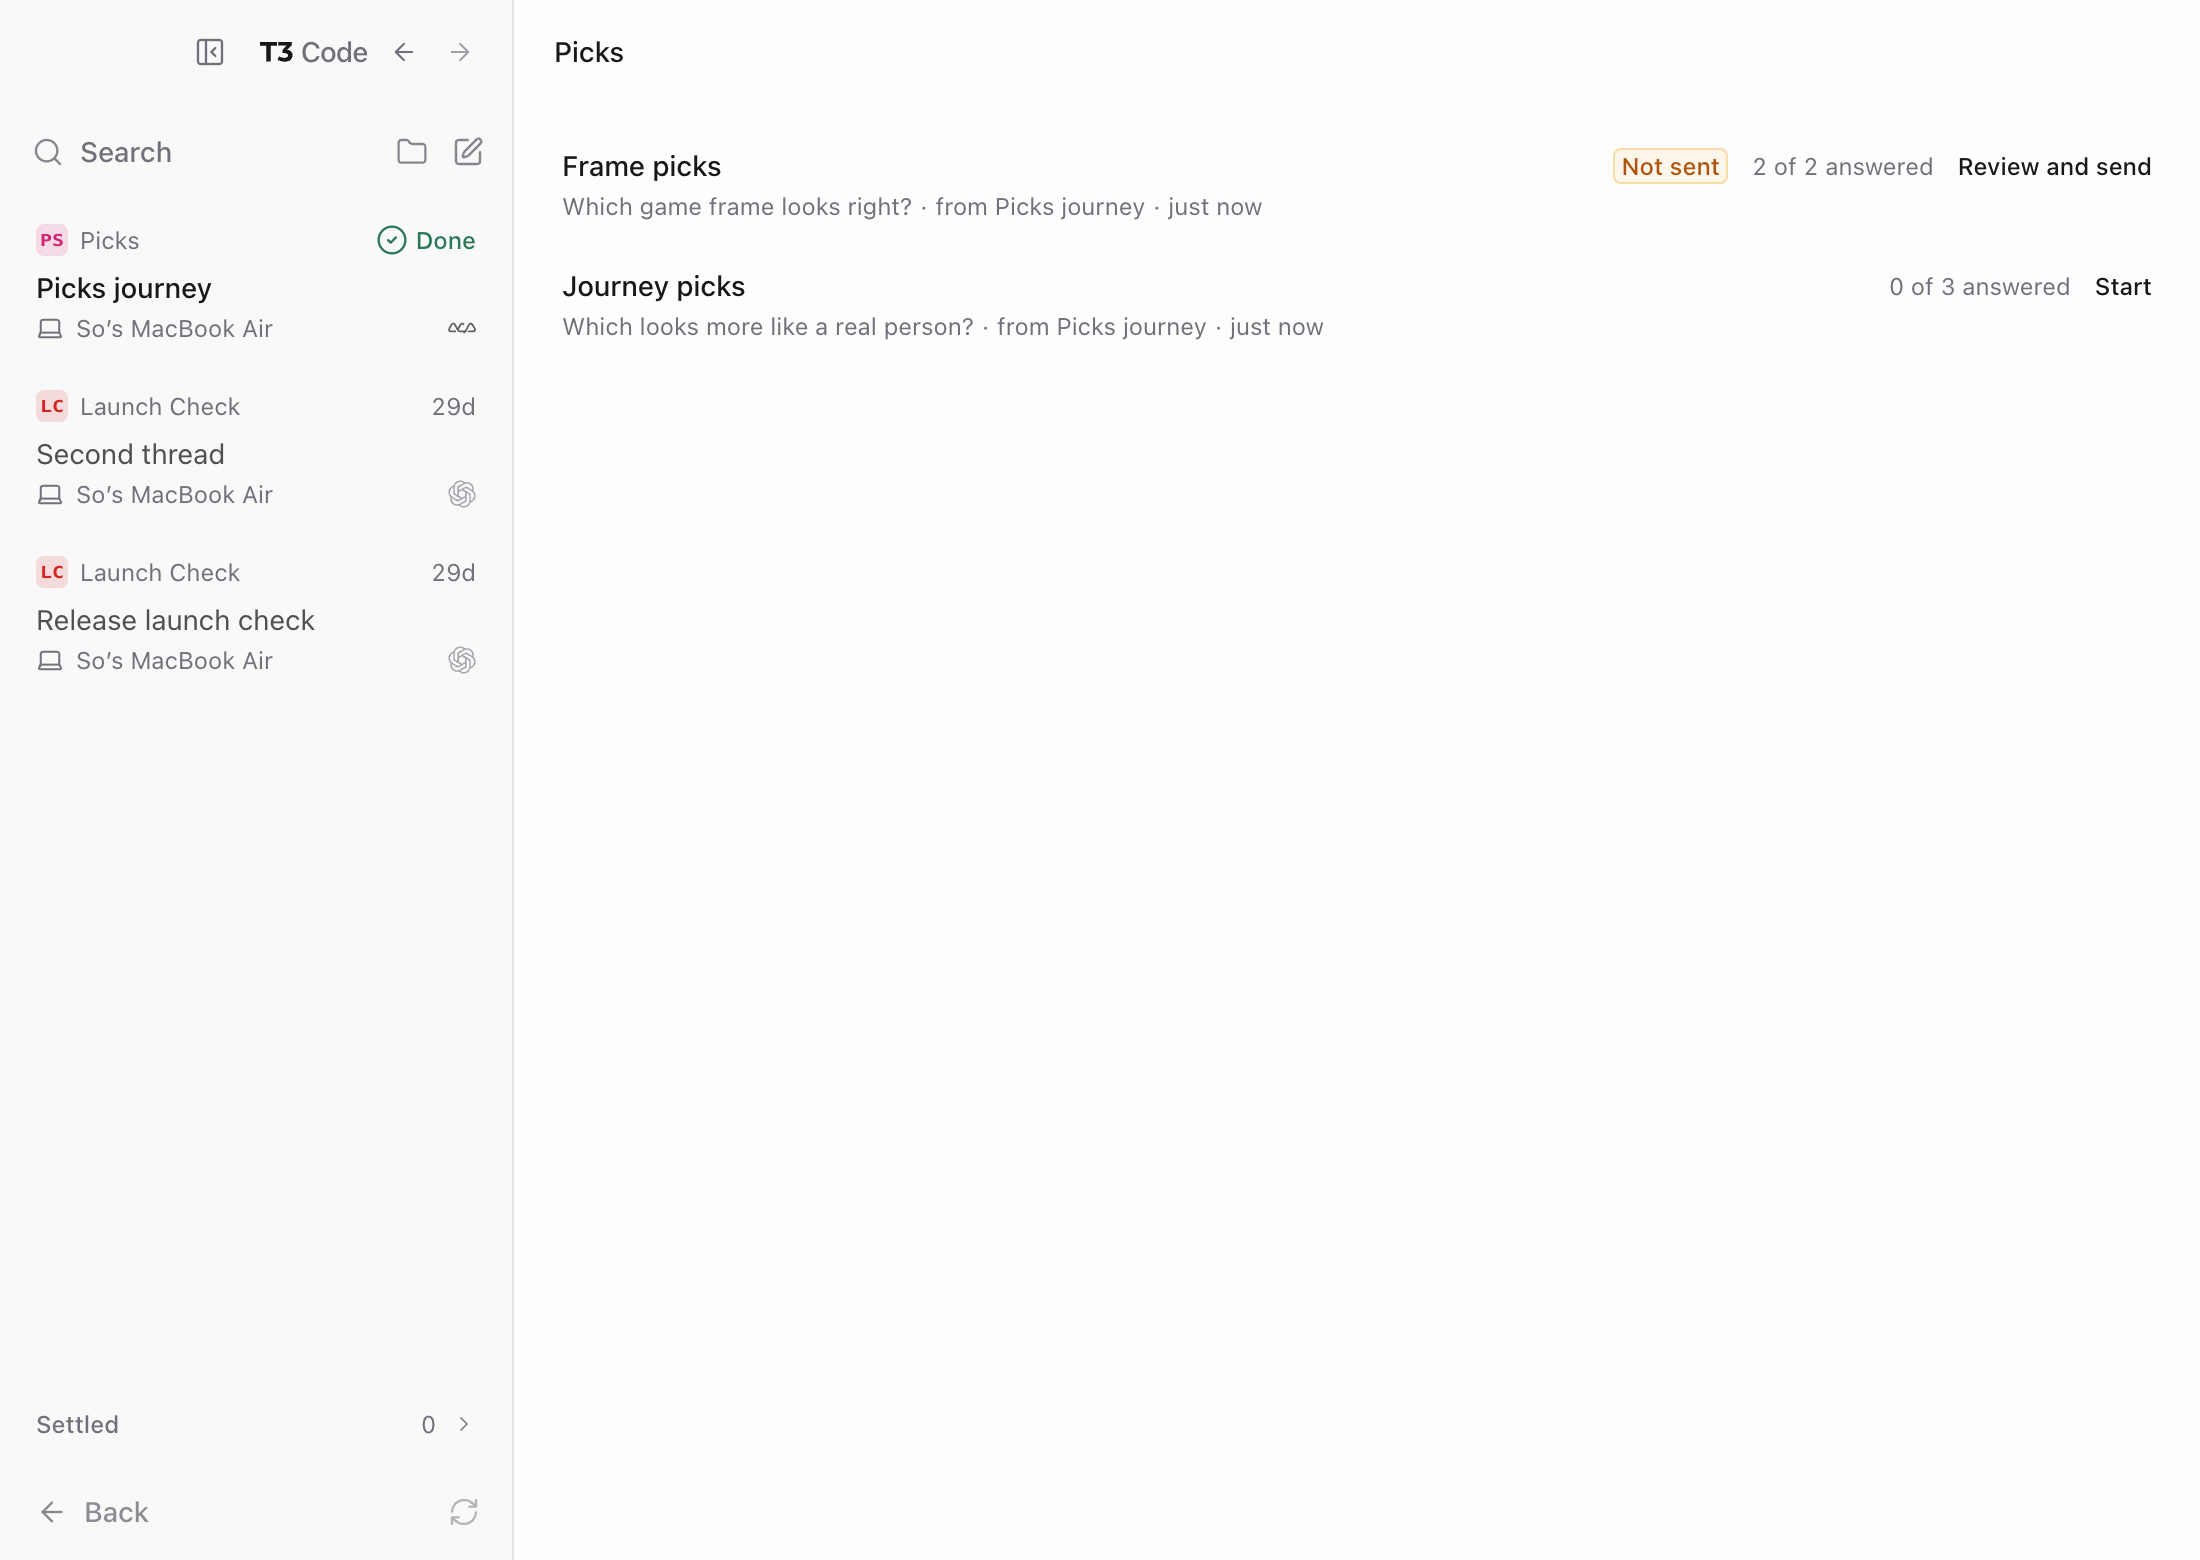 T3 Code
Search
PS Picks Done
Picks journey
So’s MacBook Air
LC Launch Check 29d
Second thread
So’s MacBook Air
LC Launch Check 29d
Release launch check
So’s MacBook Air
Settled 0
Back
Picks
Frame picks Not sent 2 of 2 answered Review and send
Which game frame looks right? · from Picks journey · just now
Journey picks 0 of 3 answered Start
Which looks more like a real person? · from Picks journey · just now